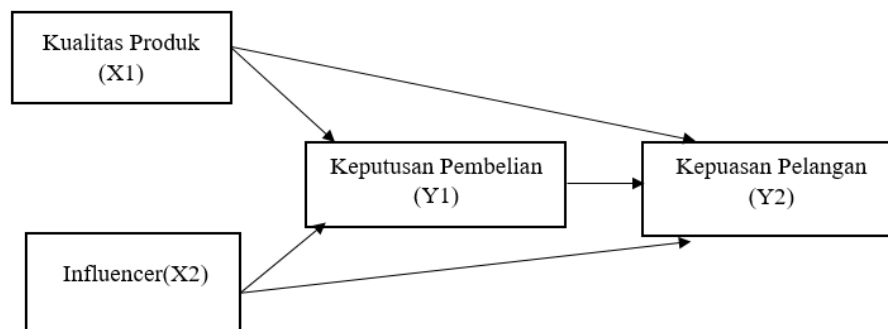 Kualitas Produk
(X1)
Keputusan Pembelian
(Y1)
Kepuasan Pelangan
(Y2)
Influencer(X2)